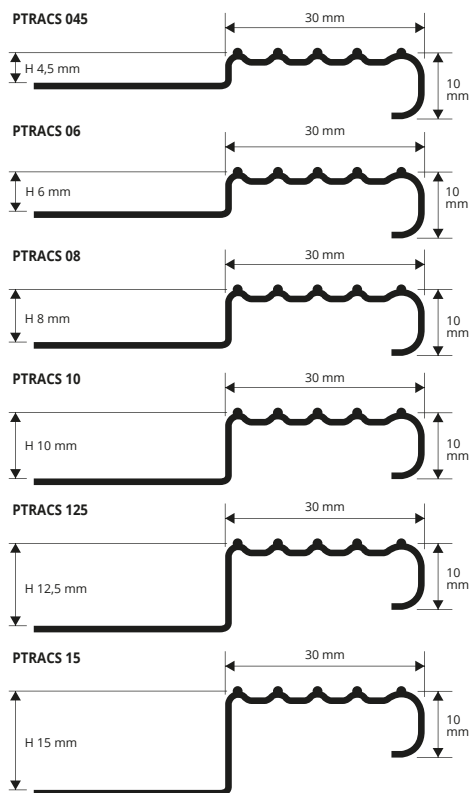 PTRACS 045
30 mm
H 4,5 mm
10
mm
PTRACS 06
30 mm
H 6 mm
10
mm
PTRACS 08
30 mm
H 8 mm
10
mm
PTRACS 10
30 mm
H 10 mm
10
mm
PTRACS 125
30 mm
H 12,5 mm
10
mm
PTRACS 15
30 mm
H 15 mm
10
mm